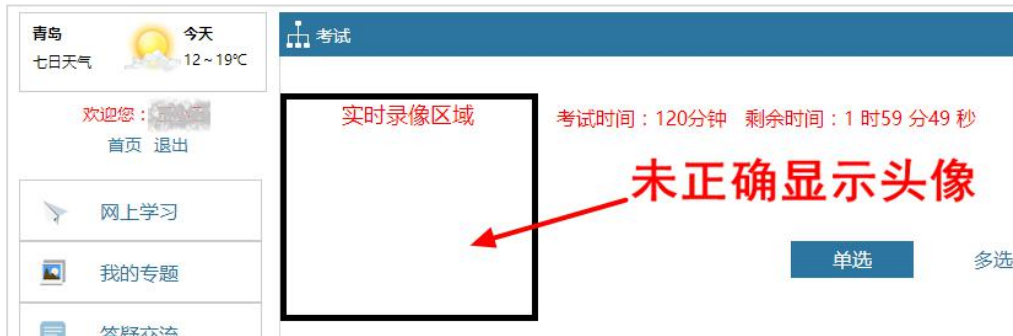 青岛 今天
七日天气 12~19℃
欢迎您：
首页 退出
网上学习
我的专题
答疑交流
考试
实时录像区域
考试时间：120分钟 剩余时间：1 时59 分49 秒
未正确显示头像
单选 多选